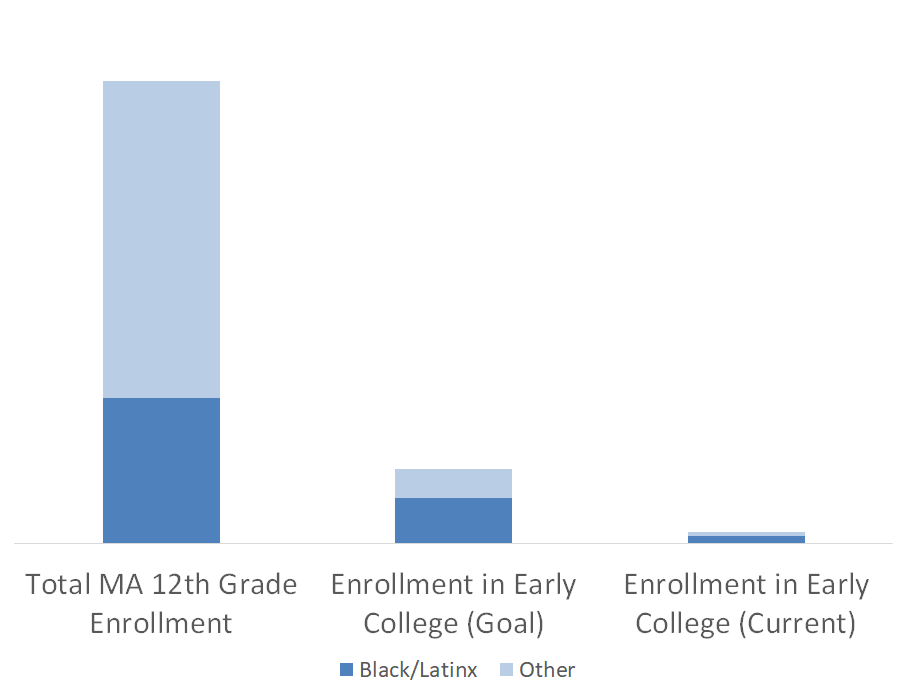 Total MA 12th Grade
Enrollment
Enrollment in Early
College (Goal)
Enrollment in Early
College (Current)
Black/Latinx
Other